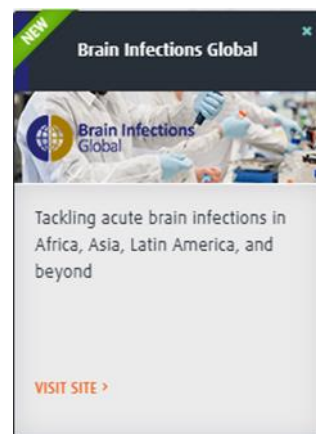 NEW
Brain Infections Global
×
Brain Infections
Global
Tackling acute brain infections in
Africa, Asia, Latin America, and
beyond
VISIT SITE ›